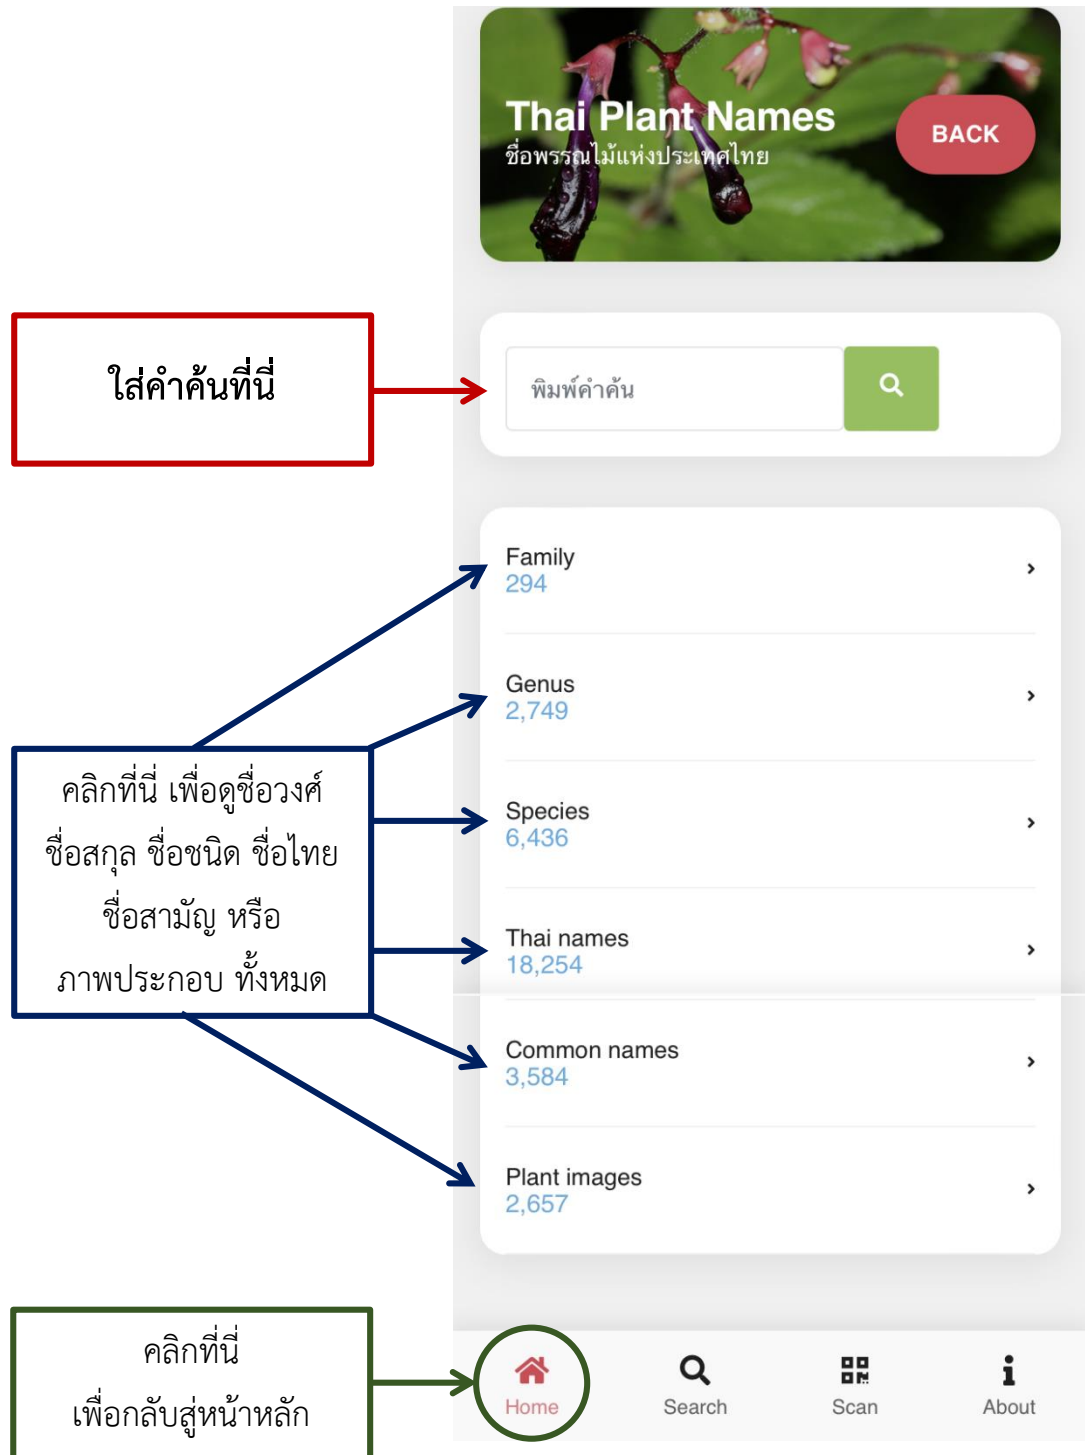 Thai Plant Names
ชื่อพรรณไม้แห่งประเทศไทย
BACK
ใส่คำค้นที่นี่
พิมพ์คำค้น
Family
294
Genus
2,749
Species
6,436
Thai names
18,254
Common names
3,584
Plant images
2,657
คลิกที่นี่ เพื่อดูชื่อวงศ์
ชื่อสกุล ชื่อชนิด ชื่อไทย
ชื่อสามัญ หรือ
ภาพประกอบ ทั้งหมด
คลิกที่นี่
เพื่อกลับสู่หน้าหลัก
Home
Search
Scan
About